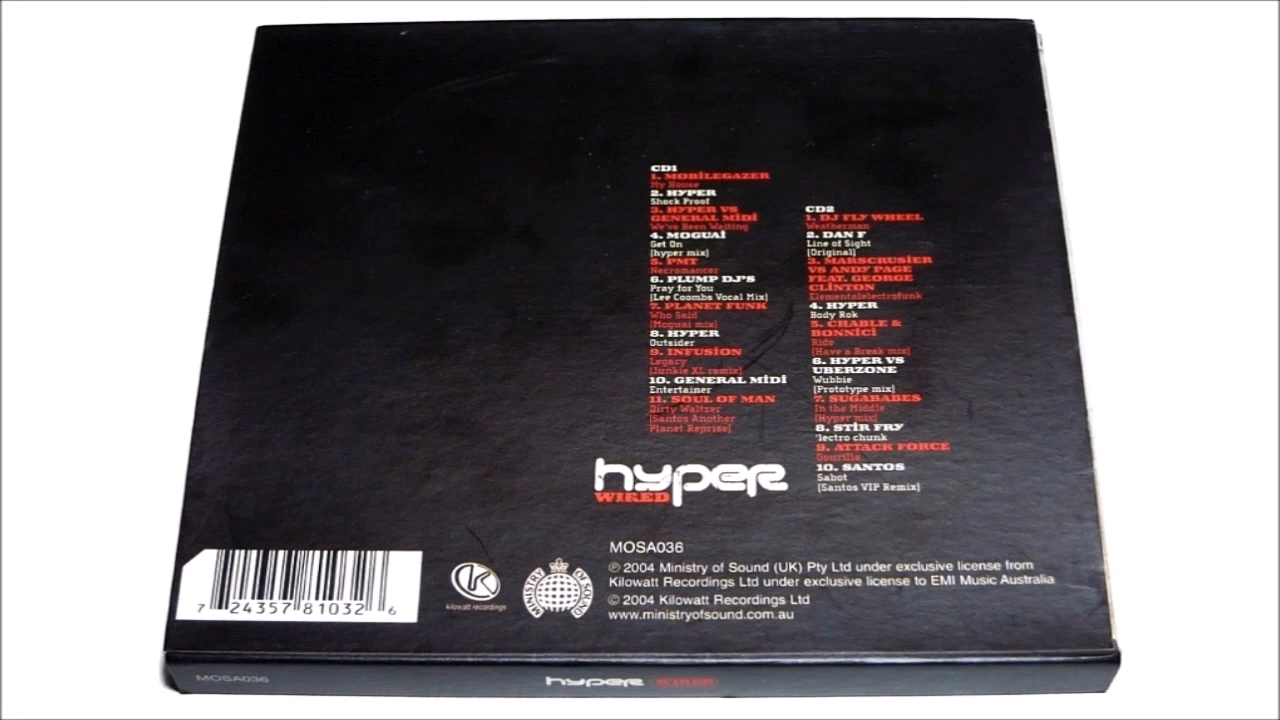 CD1
1. MOBILEGAZER
My House
2. HYPER
Shock Proof
3. HYPER VS
GENERAL MIDI
We've Been Waiting
4. MOGUAI
Get On
(hyper mix)
5. PMT
Necromancer
6. PLUMP DJ'S
Pray for You
(Lee Coombs Vocal Mix)
7. PLANET FUNK
Who Said
(Moguai mix)
8. HYPER
Outsider
9. INFUSION
Legacy
(Junkie XL remix)
10. GENERAL MIDI
Entertainer
11. SOUL OF MAN
Dirty Waltzer
(Santos Another
Planet Reprise)
CD2
1. DJ FLY WHEEL
Weatherman
2. DAN F
Line of Sight
(Original)
3. MARSCRUSIER
VS ANDY PAGE
FEAT. GEORGE
CLINTON
Elementalelectrofunk
4. HYPER
Body Rok
5. CHABLE &
BONNICI
Ride
(Have a Break mix)
6. HYPER VS
UBERZONE
Wubbie
(Prototype mix)
7. SUGABABES
In the Middle
(Hyper mix)
8. STIR FRY
'lectro chunk
9. ATTACK FORCE
Gourilla
10. SANTOS
Sabot
(Santos VIP Remix)
hyper
WIRED
MOSA036
℗ 2004 Ministry of Sound (UK) Pty Ltd under exclusive license from
Kilowatt Recordings Ltd under exclusive license to EMI Music Australia
© 2004 Kilowatt Recordings Ltd
www.ministryofsound.com.au
7 24357 81032 6
K
kilowatt recordings
MINISTRY OF SOUND
MOSA036
hyper WIRED